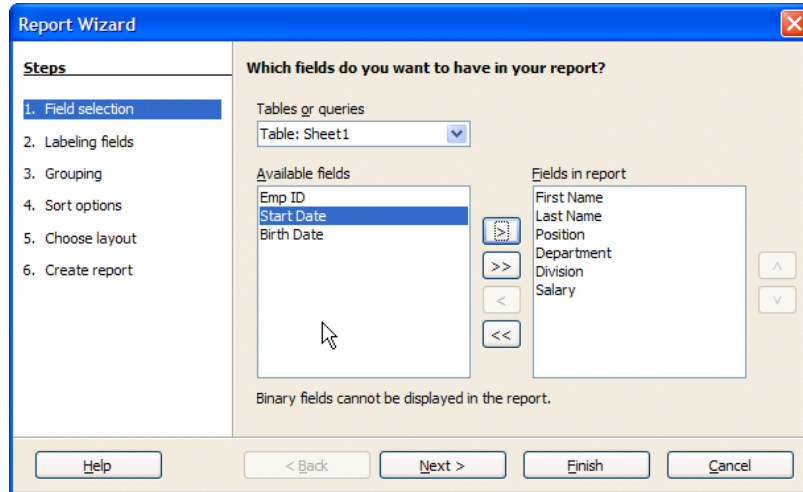 Report Wizard
Steps
1. Field selection
2. Labeling fields
3. Grouping
4. Sort options
5. Choose layout
6. Create report
Which fields do you want to have in your report?
Tables or queries
Table: Sheet1
Available fields
Emp ID
Start Date
Birth Date
>
>>
<
<<
Fields in report
First Name
Last Name
Position
Department
Division
Salary
Binary fields cannot be displayed in the report.
Help
< Back
Next >
Finish
Cancel